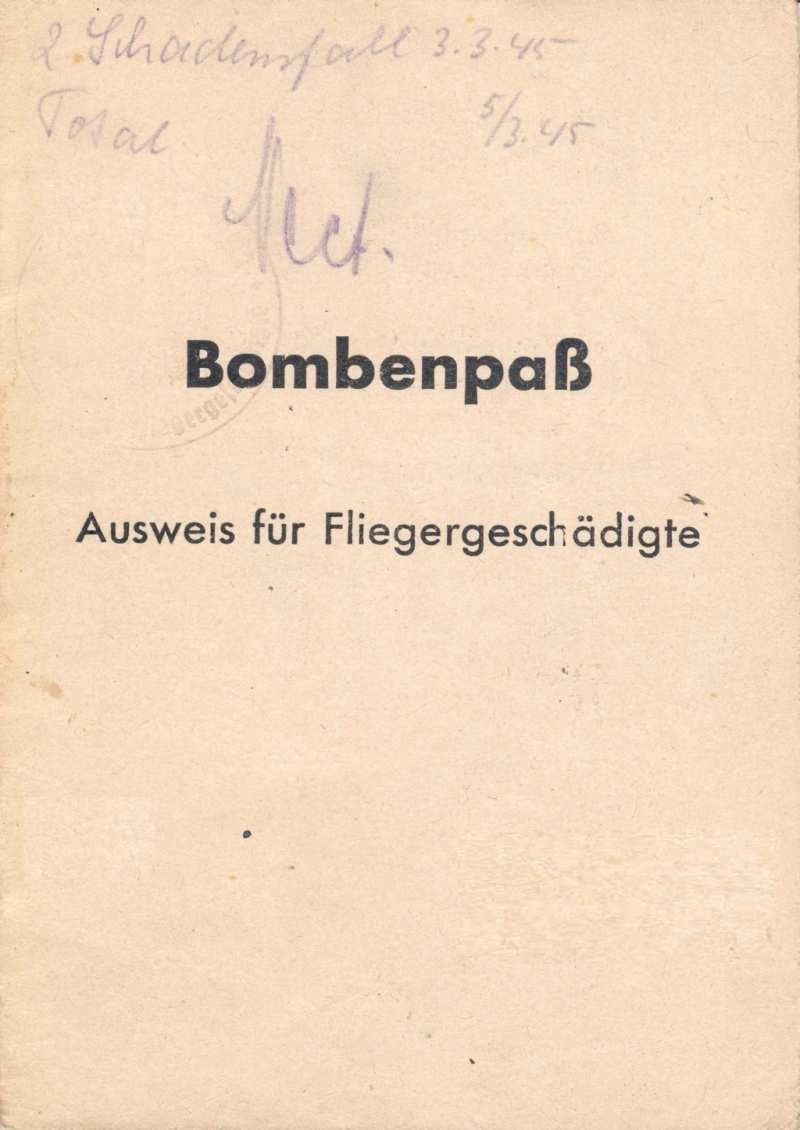 2. Schadensfall 3.3.45
Total 5/3.45
Bombenpaß
Ausweis für Fliegergeschädigte